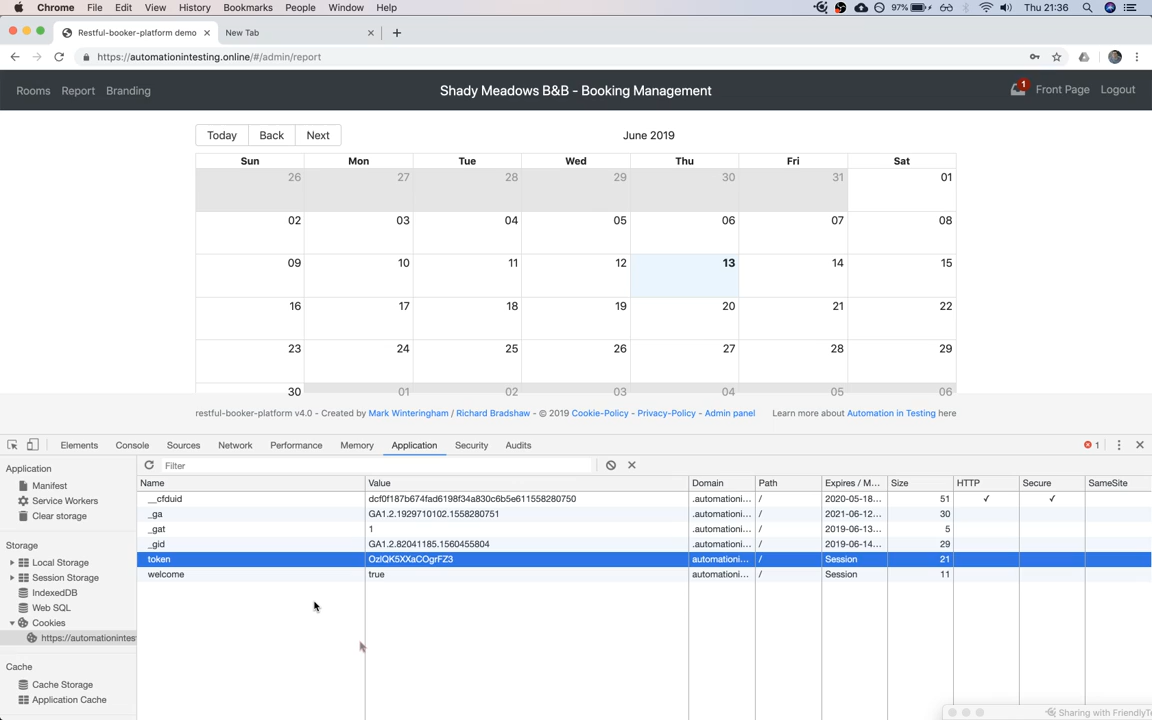 Chrome File Edit View History Bookmarks People Window Help 97% Thu 21:36
Restful-booker-platform demo New Tab
https://automationintesting.online/#/admin/report
Rooms Report Branding Shady Meadows B&B - Booking Management 1 Front Page Logout
Today Back Next June 2019
Sun Mon Tue Wed Thu Fri Sat
26 27 28 29 30 31 01
02 03 04 05 06 07 08
09 10 11 12 13 14 15
16 17 18 19 20 21 22
23 24 25 26 27 28 29
30 01 02 03 04 05 06
restful-booker-platform v4.0 - Created by Mark Winteringham / Richard Bradshaw - © 2019 Cookie-Policy - Privacy-Policy - Admin panel Learn more about Automation in Testing here
Elements Console Sources Network Performance Memory Application Security Audits 1
Application Filter
Name Value Domain Path Expires / M... Size HTTP Secure SameSite
Manifest
Service Workers
Clear storage
Storage
Local Storage
Session Storage
IndexedDB
Web SQL
Cookies
https://automationintes
Cache
Cache Storage
Application Cache
__cfduid dcf0f187b674fad6198f34a830c6b5e611558280750 .automationi... / 2020-05-18... 51 ✓ ✓
_ga GA1.2.1929710102.1558280751 .automationi... / 2021-06-12... 30
_gat 1 .automationi... / 2019-06-13... 5
_gid GA1.2.82041185.1560455804 .automationi... / 2019-06-14... 29
token OzlQK5XXaCOgrFZ3 automationi... / Session 21
welcome true automationi... / Session 11
Sharing with FriendlyTe